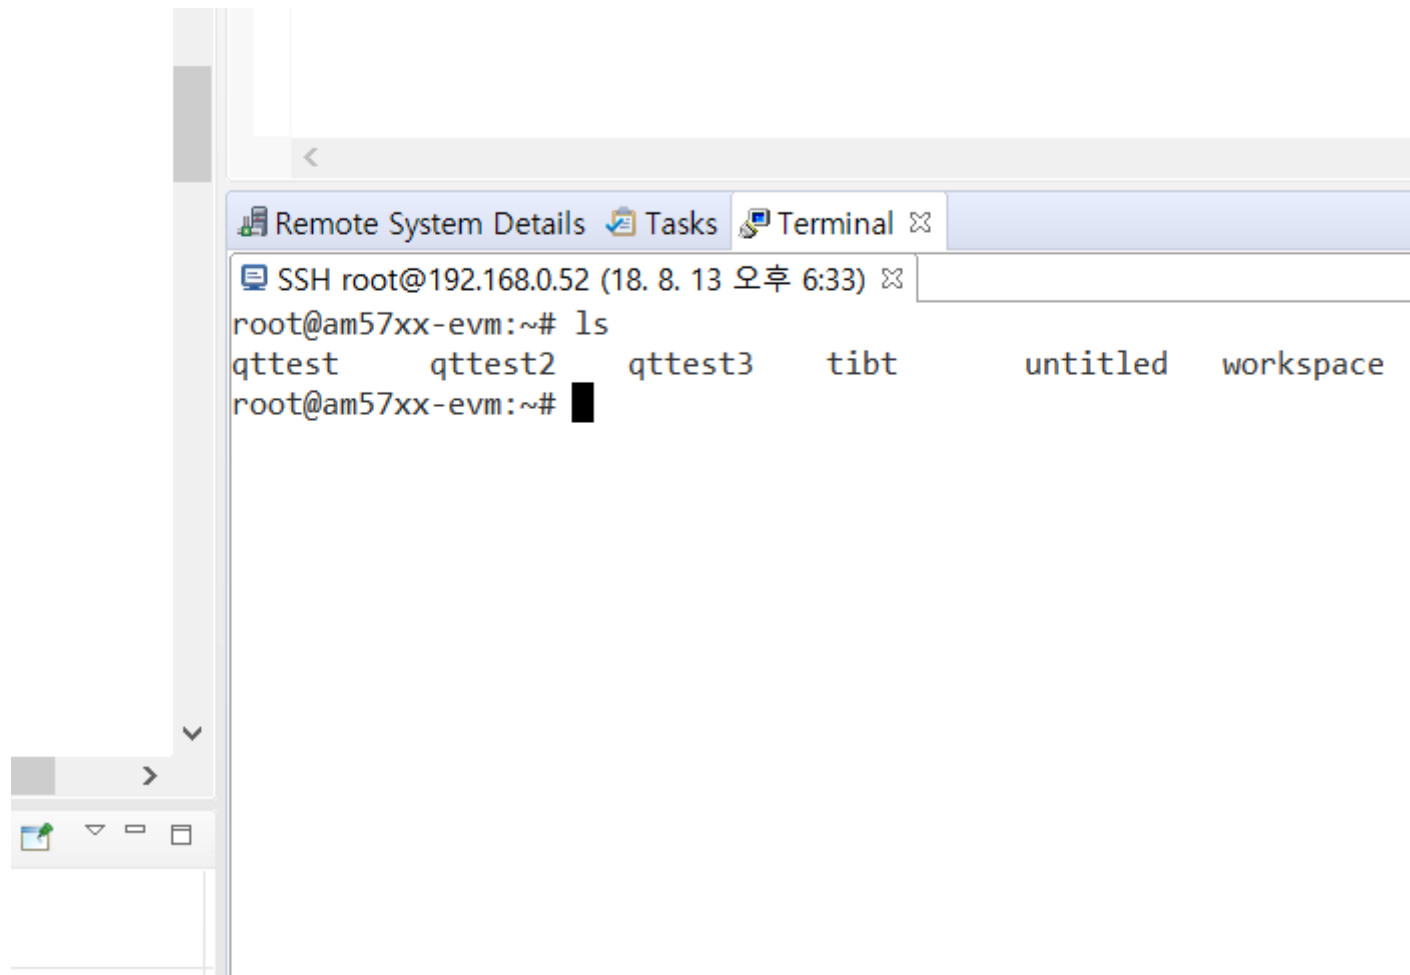 Remote System Details Tasks Terminal
SSH root@192.168.0.52 (18. 8. 13 오후 6:33)
root@am57xx-evm:~# ls
qttest qttest2 qttest3 tibt untitled workspace
root@am57xx-evm:~#